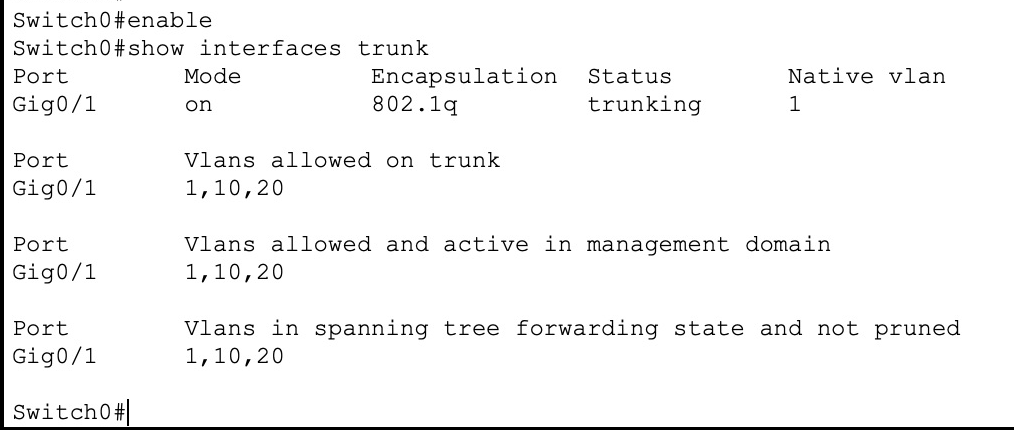 Switch0#enable
Switch0#show interfaces trunk
Port        Mode         Encapsulation  Status        Native vlan
Gig0/1      on           802.1q         trunking      1

Port        Vlans allowed on trunk
Gig0/1      1,10,20

Port        Vlans allowed and active in management domain
Gig0/1      1,10,20

Port        Vlans in spanning tree forwarding state and not pruned
Gig0/1      1,10,20

Switch0#